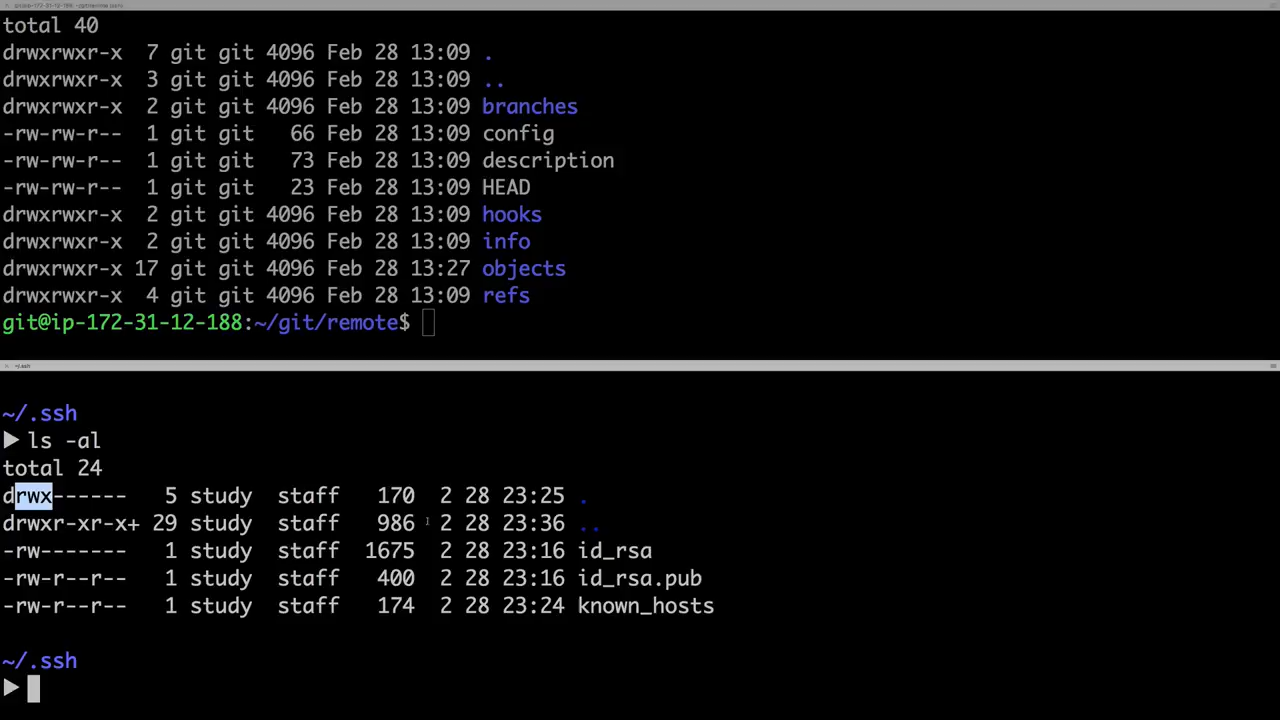 total 40
drwxrwxr-x 7 git git 4096 Feb 28 13:09 .
drwxrwxr-x 3 git git 4096 Feb 28 13:09 ..
drwxrwxr-x 2 git git 4096 Feb 28 13:09 branches
-rw-rw-r-- 1 git git 66 Feb 28 13:09 config
-rw-rw-r-- 1 git git 73 Feb 28 13:09 description
-rw-rw-r-- 1 git git 23 Feb 28 13:09 HEAD
drwxrwxr-x 2 git git 4096 Feb 28 13:09 hooks
drwxrwxr-x 2 git git 4096 Feb 28 13:09 info
drwxrwxr-x 17 git git 4096 Feb 28 13:27 objects
drwxrwxr-x 4 git git 4096 Feb 28 13:09 refs
git@ip-172-31-12-188:~/git/remote$
~/.ssh
~/.ssh
▶ ls -al
total 24
drwx------ 5 study staff 170 2 28 23:25 .
drwxr-xr-x+ 29 study staff 986 2 28 23:36 ..
-rw------- 1 study staff 1675 2 28 23:16 id_rsa
-rw-r--r-- 1 study staff 400 2 28 23:16 id_rsa.pub
-rw-r--r-- 1 study staff 174 2 28 23:24 known_hosts
~/.ssh
▶